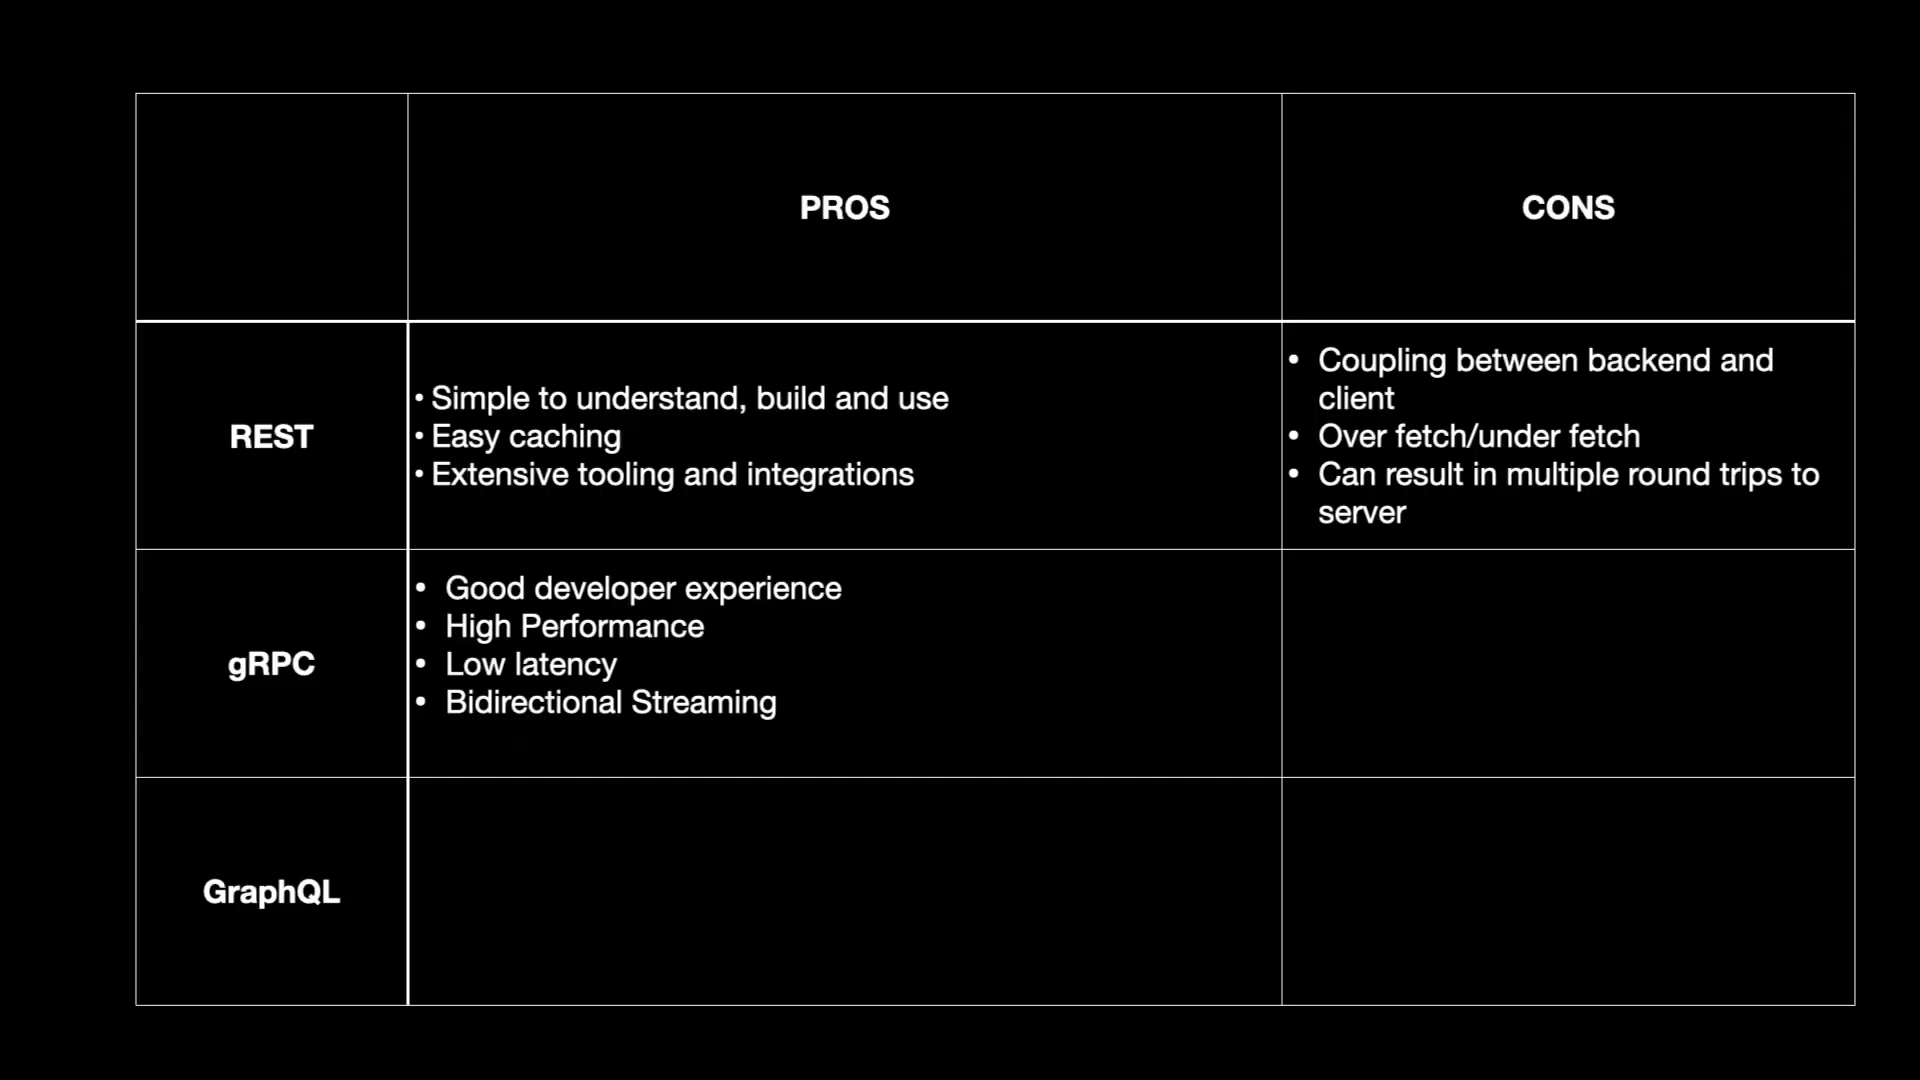 PROS
CONS
REST
• Simple to understand, build and use
• Easy caching
• Extensive tooling and integrations
• Coupling between backend and
client
• Over fetch/under fetch
• Can result in multiple round trips to
server
gRPC
• Good developer experience
• High Performance
• Low latency
• Bidirectional Streaming
GraphQL